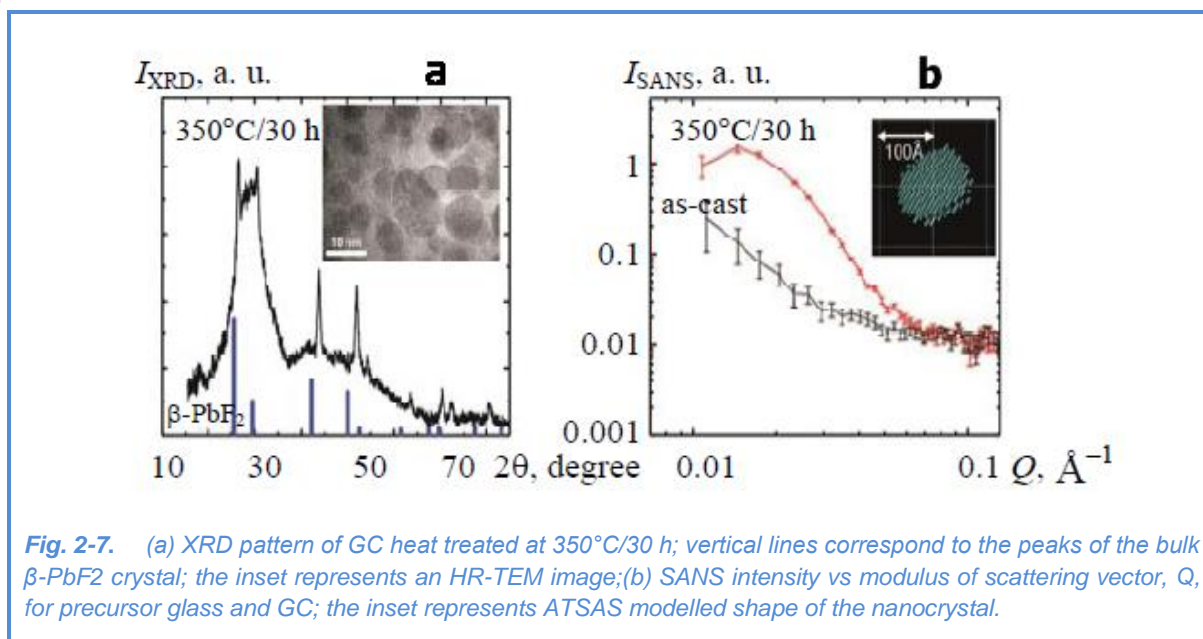 I_XRD, a. u. a
350°C/30 h
10 nm
β-PbF₂
10 30 50 70 2θ, degree
I_SANS, a. u. b
350°C/30 h
100Å
1
as-cast
0.1
0.01
0.001
0.01 0.1 Q, Å⁻¹
Fig. 2-7. (a) XRD pattern of GC heat treated at 350°C/30 h; vertical lines correspond to the peaks of the bulk
β-PbF2 crystal; the inset represents an HR-TEM image;(b) SANS intensity vs modulus of scattering vector, Q,
for precursor glass and GC; the inset represents ATSAS modelled shape of the nanocrystal.